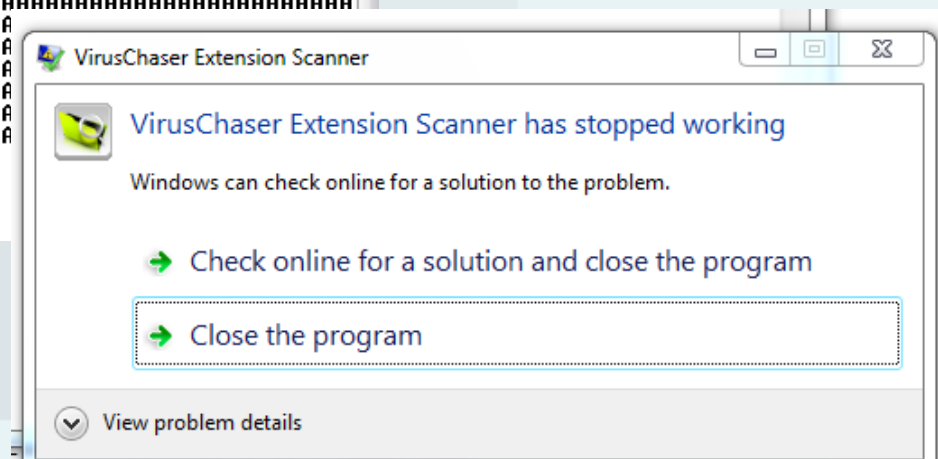 AAAAAAAAAAAAAAAAAAAAAAAAAA
A
A
A
A
A
A
VirusChaser Extension Scanner
VirusChaser Extension Scanner has stopped working
Windows can check online for a solution to the problem.
Check online for a solution and close the program
Close the program
View problem details